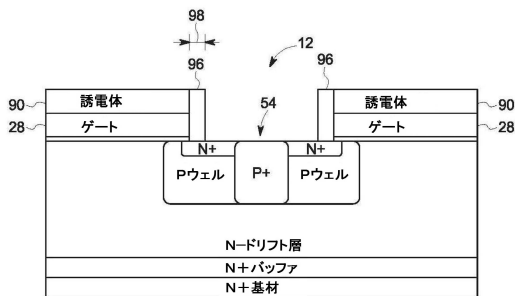 98
12
96
96
90
誘電体
54
誘電体
90
28
ゲート
ゲート
28
N+
N+
Pウェル
P+
Pウェル
N−ドリフト層
N+バッファ
N+基材